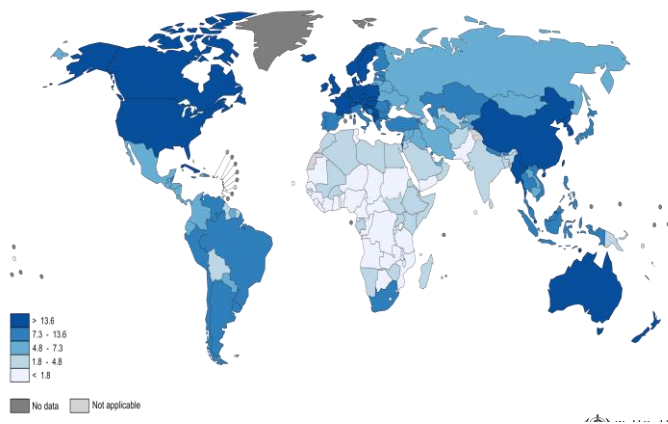 > 13.6
7.3 - 13.6
4.8 - 7.3
1.8 - 4.8
< 1.8
No data
Not applicable